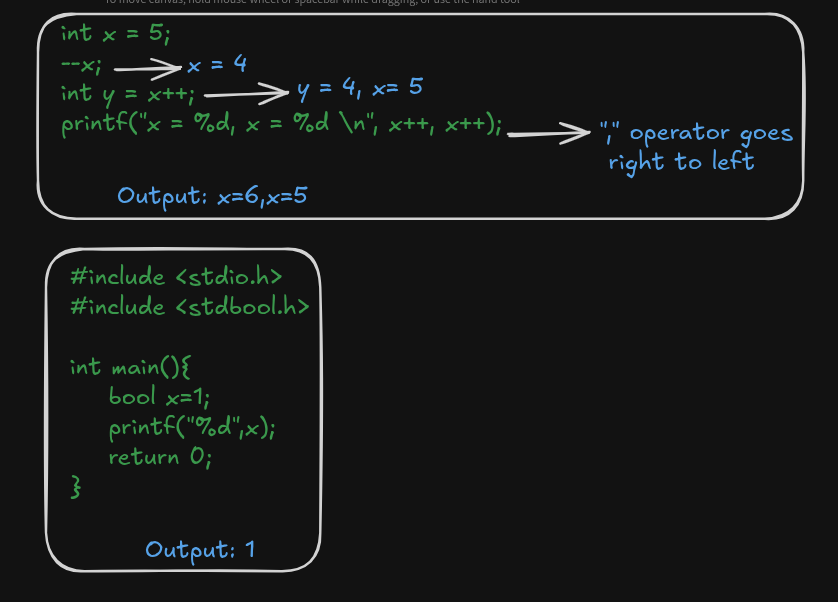 To move canvas, hold mouse wheel or spacebar while dragging, or use the hand tool
int x = 5;
--x; x = 4
int y = x++; y = 4, x= 5
printf("x = %d, x = %d \n", x++, x++); "," operator goes
right to left
Output: x=6,x=5
#include <stdio.h>
#include <stdbool.h>
int main(){
bool x=1;
printf("%d",x);
return 0;
}
Output: 1